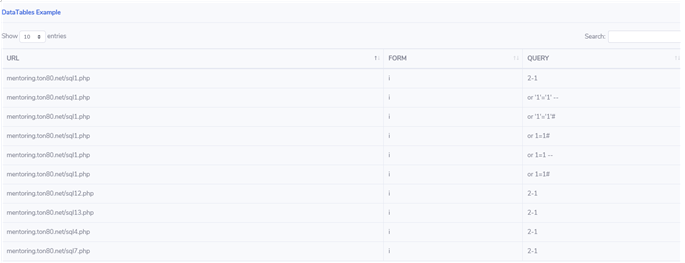 DataTables Example
Show 10 entries Search:
URL FORM QUERY
mentoring.ton80.net/sql1.php i 2-1
mentoring.ton80.net/sql1.php i or '1'='1' --
mentoring.ton80.net/sql1.php i or '1'='1'#
mentoring.ton80.net/sql1.php i or 1=1#
mentoring.ton80.net/sql1.php i or 1=1 --
mentoring.ton80.net/sql1.php i or 1=1#
mentoring.ton80.net/sql12.php i 2-1
mentoring.ton80.net/sql13.php i 2-1
mentoring.ton80.net/sql4.php i 2-1
mentoring.ton80.net/sql7.php i 2-1